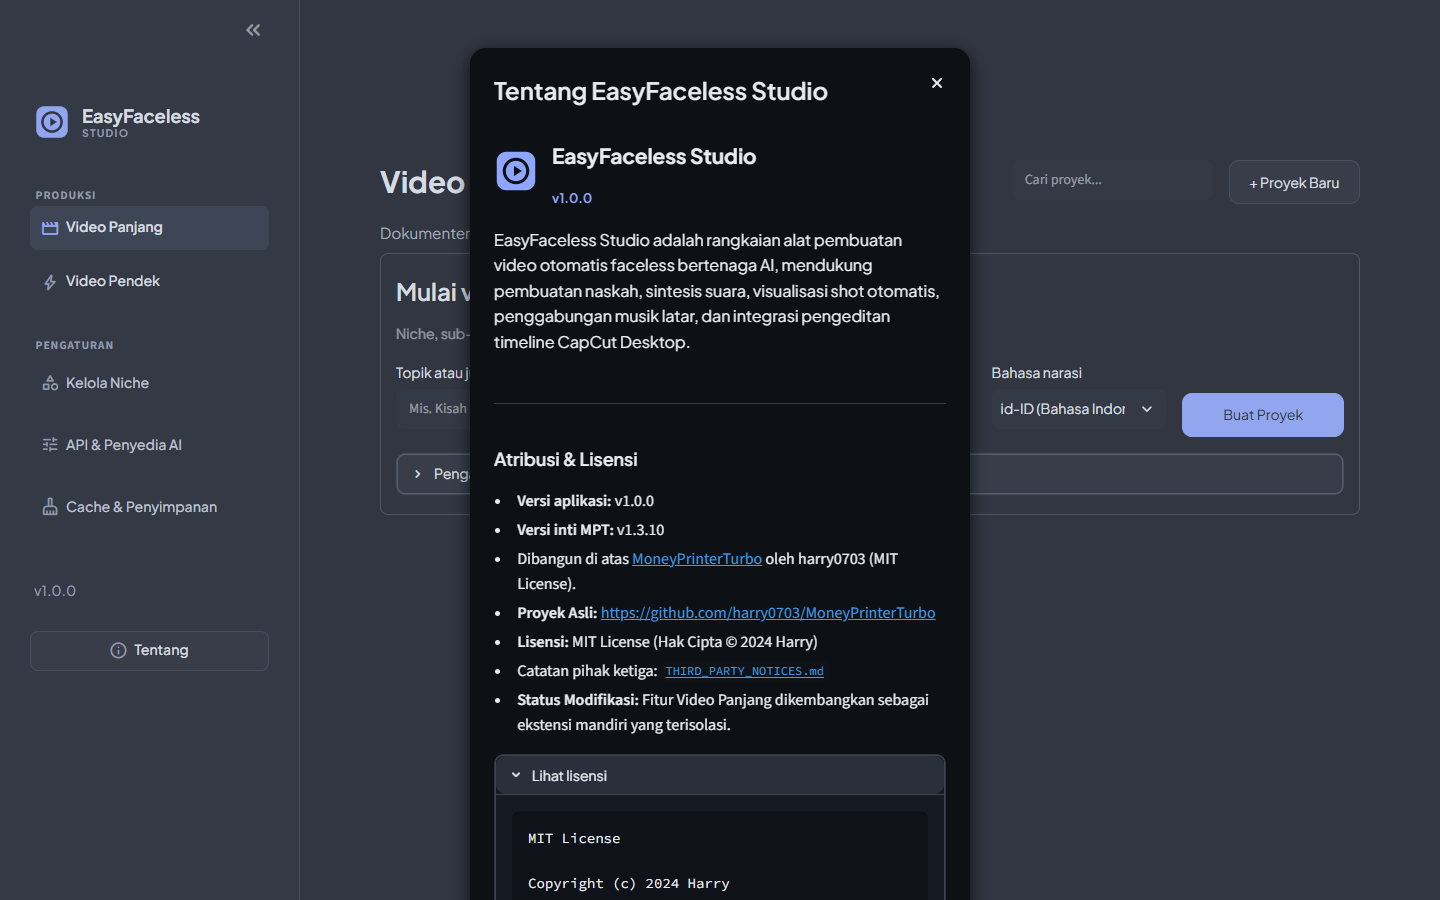 EasyFaceless
STUDIO
PRODUKSI
Video Panjang
Video Pendek
PENGATURAN
Kelola Niche
API & Penyedia AI
Cache & Penyimpanan
v1.0.0
Tentang
Video
Cari proyek...
+ Proyek Baru
Dokumenter
Mulai v
Niche, sub-
Topik atau j
Mis. Kisah
Bahasa narasi
id-ID (Bahasa Indor
Buat Proyek
Peng
Tentang EasyFaceless Studio
EasyFaceless Studio
v1.0.0
EasyFaceless Studio adalah rangkaian alat pembuatan
video otomatis faceless bertenaga AI, mendukung
pembuatan naskah, sintesis suara, visualisasi shot otomatis,
penggabungan musik latar, dan integrasi pengeditan
timeline CapCut Desktop.
Atribusi & Lisensi
• Versi aplikasi: v1.0.0
• Versi inti MPT: v1.3.10
• Dibangun di atas MoneyPrinterTurbo oleh harry0703 (MIT
License).
• Proyek Asli: https://github.com/harry0703/MoneyPrinterTurbo
• Lisensi: MIT License (Hak Cipta © 2024 Harry)
• Catatan pihak ketiga: THIRD_PARTY_NOTICES.md
• Status Modifikasi: Fitur Video Panjang dikembangkan sebagai
ekstensi mandiri yang terisolasi.
Lihat lisensi
MIT License
Copyright (c) 2024 Harry